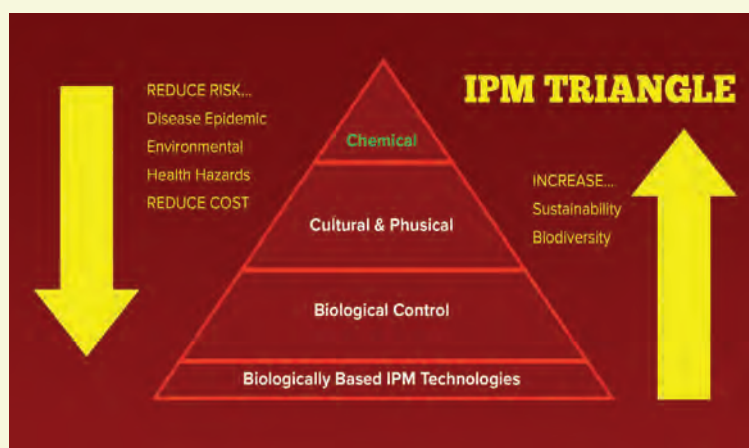 IPM TRIANGLE
REDUCE RISK...
Disease Epidemic
Environmental
Health Hazards
REDUCE COST
Chemical
Cultural & Phusical
Biological Control
Biologically Based IPM Technologies
INCREASE...
Sustainability
Biodiversity